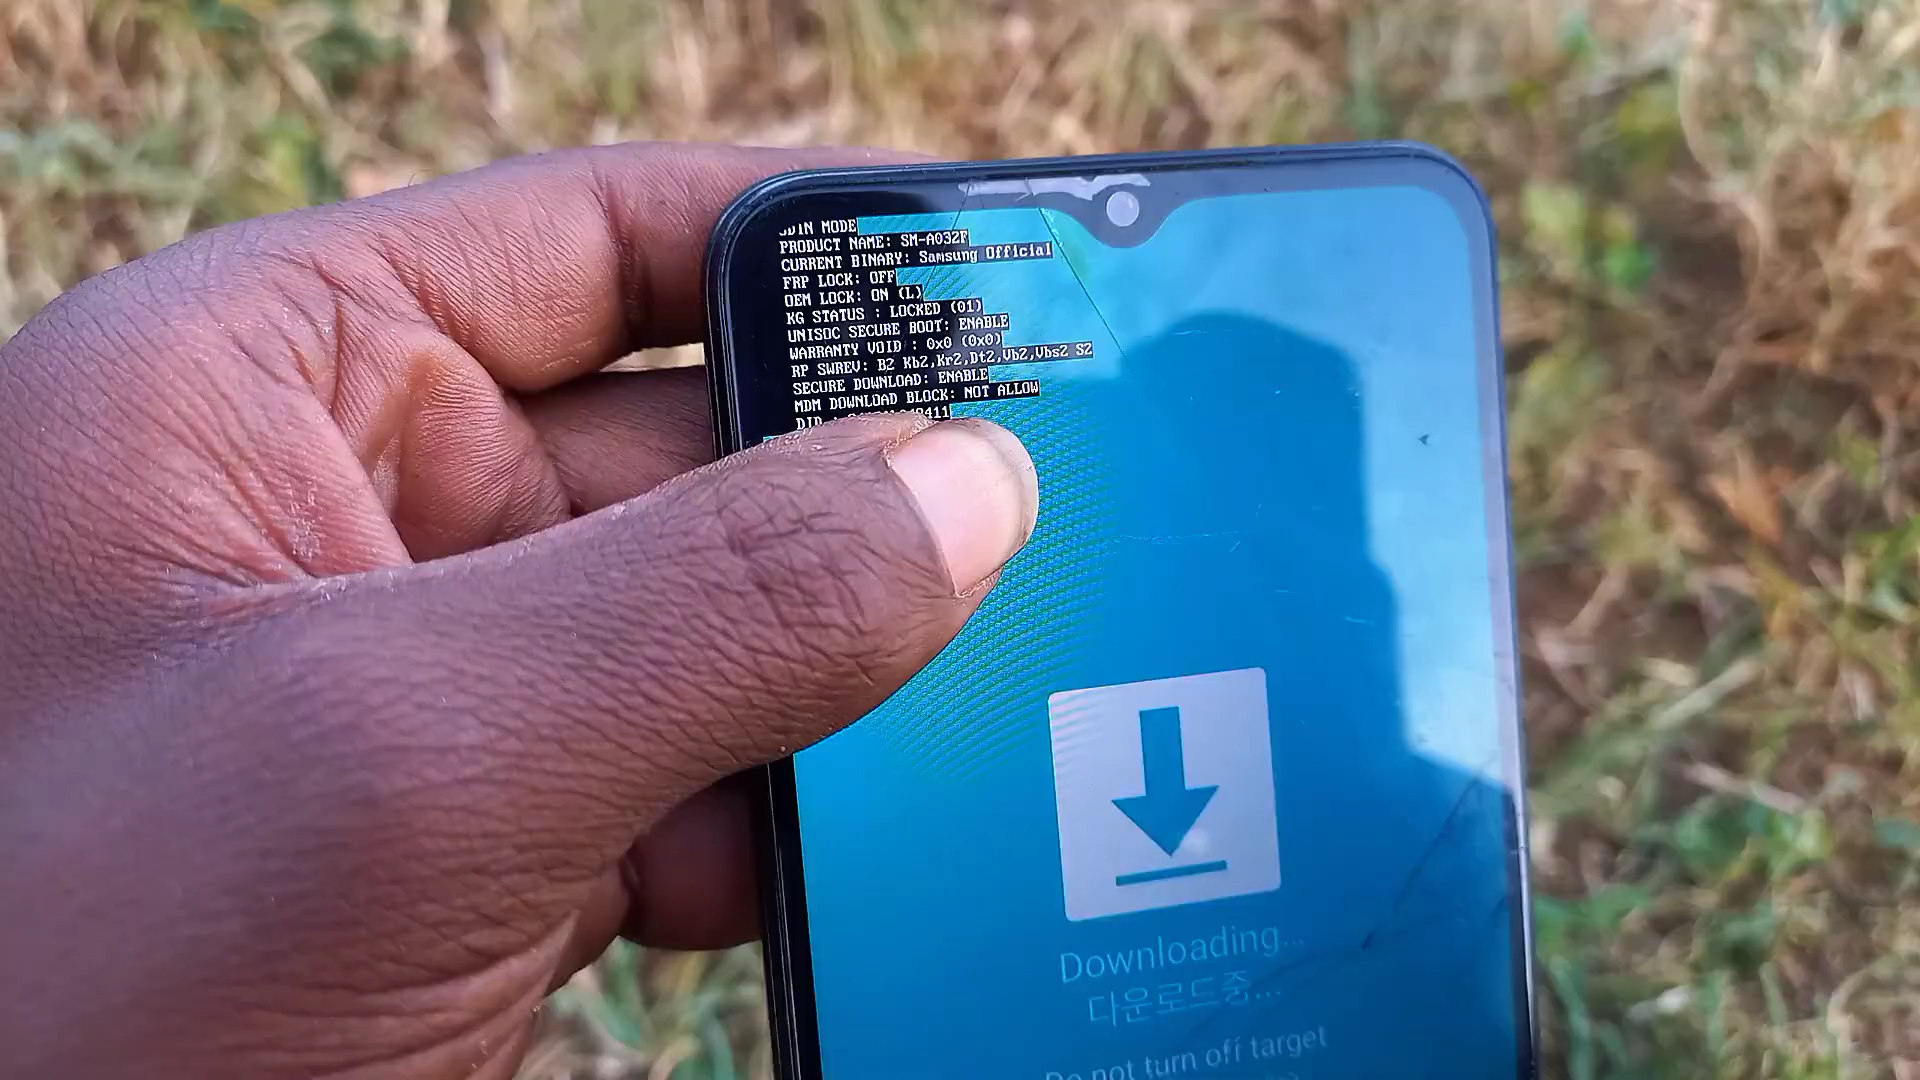 MODE
PRODUCT NAME: SM-A032F
CURRENT BINARY: Samsung Official
FRP LOCK: OFF
OEM LOCK: ON (L)
KG STATUS : LOCKED (01)
UNISOC SECURE BOOT: ENABLE
WARRANTY VOID : 0x0 (0x0)
RP SWREV: B2 Kb2,Kr2,Dt2,Vb2,Vbs2 S2
SECURE DOWNLOAD: ENABLE
MDM DOWNLOAD BLOCK: NOT ALLOW
DID :
Downloading...
다운로드중...
Do not turn off target